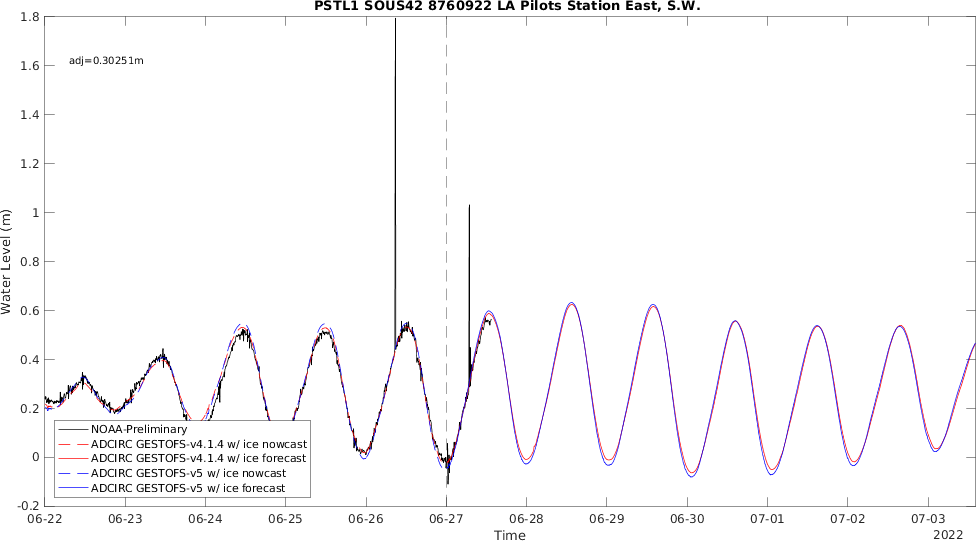 PSTL1 SOUS42 8760922 LA Pilots Station East, S.W.
adj=0.30251m
Water Level (m)
1.8
1.6
1.4
1.2
1
0.8
0.6
0.4
0.2
0
-0.2
NOAA-Preliminary
ADCIRC GESTOFS-v4.1.4 w/ ice nowcast
ADCIRC GESTOFS-v4.1.4 w/ ice forecast
ADCIRC GESTOFS-v5 w/ ice nowcast
ADCIRC GESTOFS-v5 w/ ice forecast
06-22 06-23 06-24 06-25 06-26 06-27 06-28 06-29 06-30 07-01 07-02 07-03
Time
2022